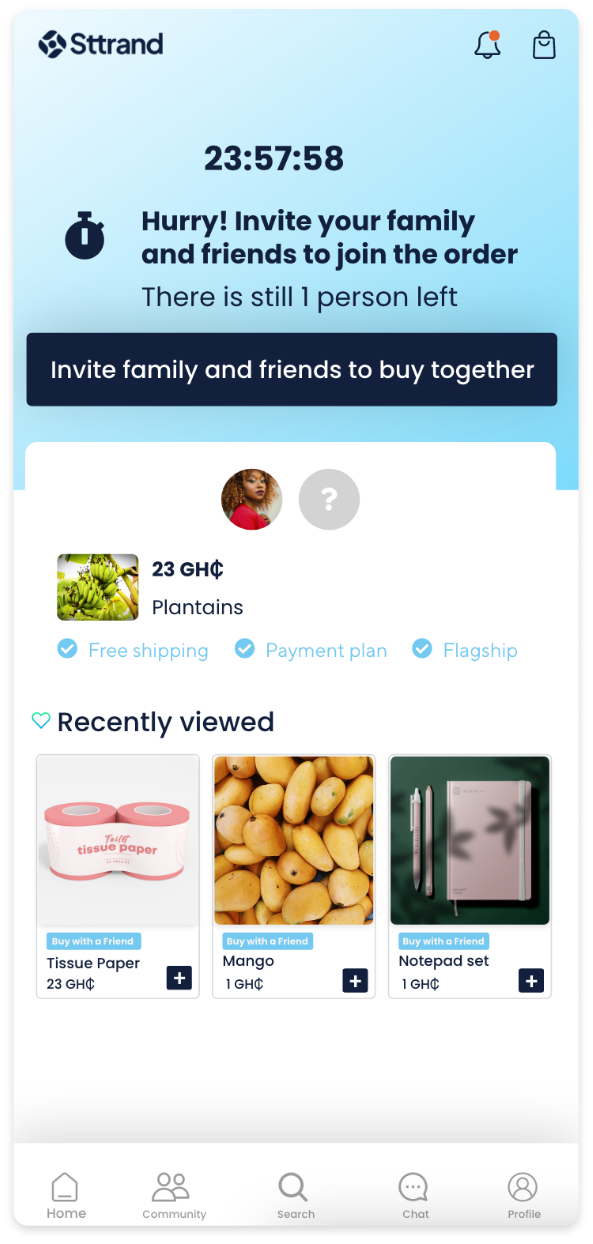 Sttrand
23:57:58
Hurry! Invite your family
and friends to join the order
There is still 1 person left
Invite family and friends to buy together
?
23 GH₵
Plantains
Free shipping
Payment plan
Flagship
Recently viewed
Toilet
tissue paper
Buy with a Friend
Tissue Paper
23 GH₵
+
Buy with a Friend
Mango
1 GH₵
+
Buy with a Friend
Notepad set
1 GH₵
+
Home
Community
Search
Chat
Profile